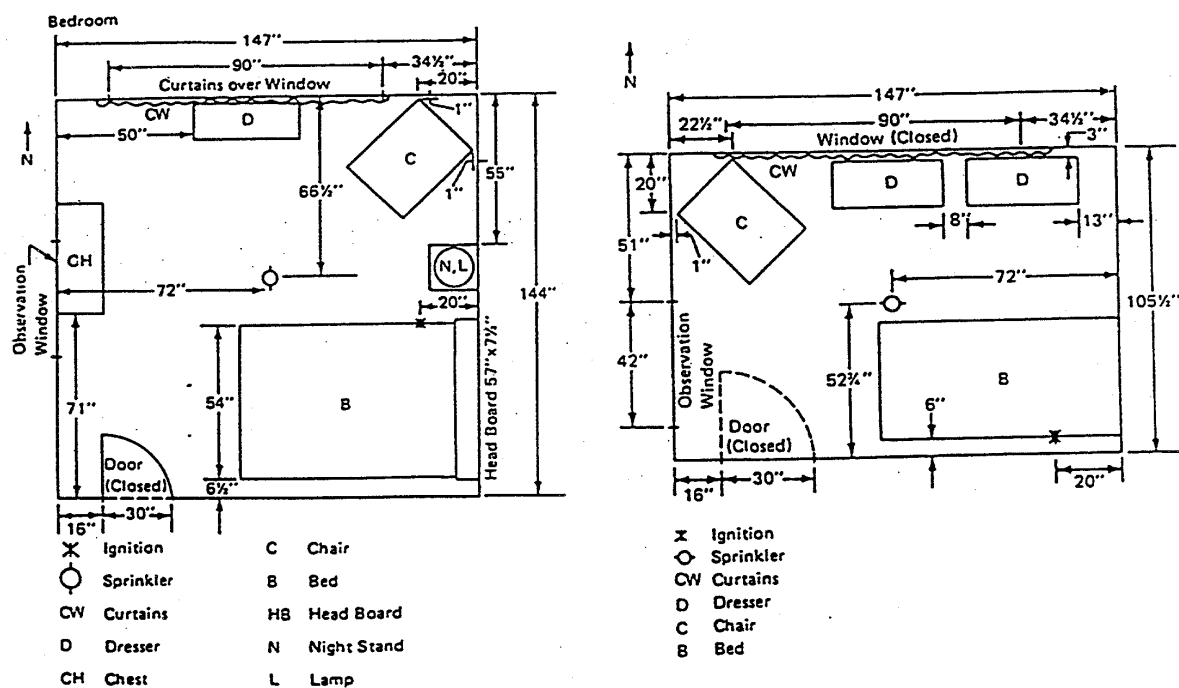 Bedroom
147"
90"
34½"
Curtains over Window
20"
CW
1"
50"
D
N
C
66½"
1"
55"
CH
N,L
Observation
Window
72"
20"
144"
71"
54"
B
Head Board 57"x7½"
Door
(Closed)
6½"
16"
30"
Ignition
Sprinkler
CW Curtains
D Dresser
CH Chest
C Chair
B Bed
HB Head Board
N Night Stand
L Lamp
N
147"
22½"
90"
34½"
Window (Closed)
3"
20"
CW
D
D
C
8"
13"
51"
1"
72"
105½"
Observation
Window
42"
52¾"
B
6"
Door
(Closed)
16"
30"
20"
Ignition
Sprinkler
CW Curtains
D Dresser
C Chair
B Bed